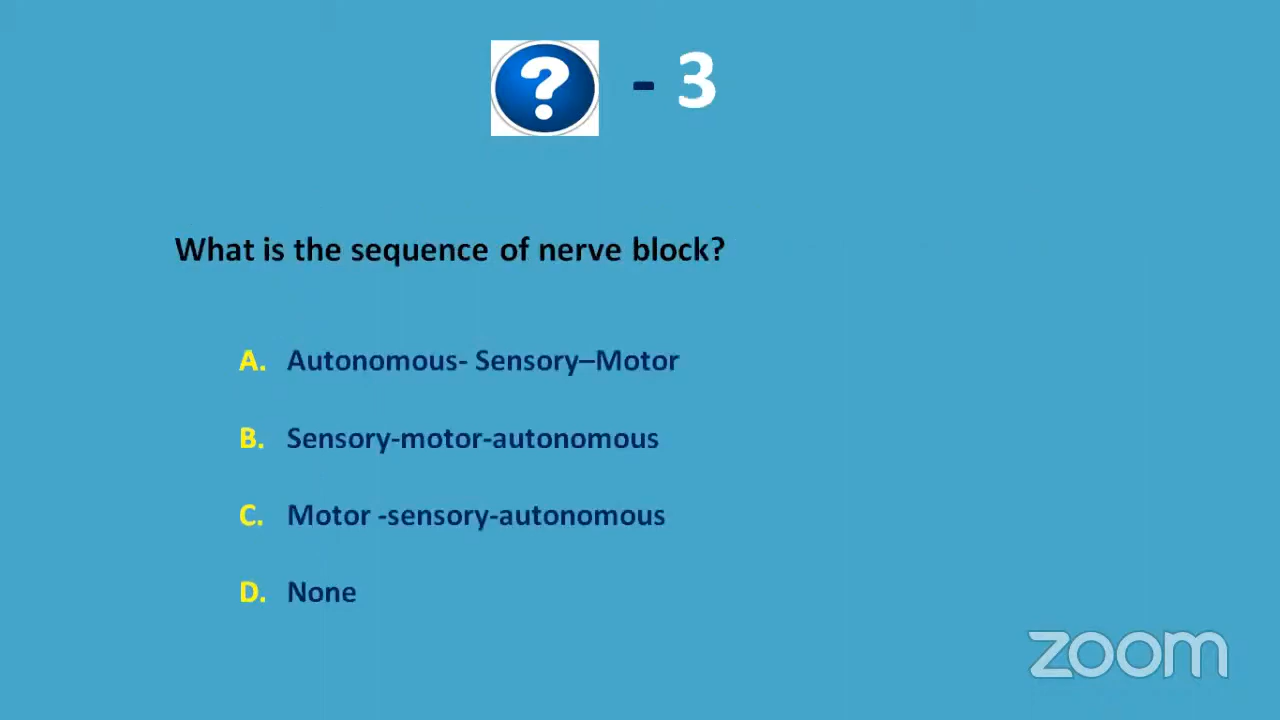 ? - 3
What is the sequence of nerve block?
A. Autonomous- Sensory–Motor
B. Sensory-motor-autonomous
C. Motor -sensory-autonomous
D. None
zoom